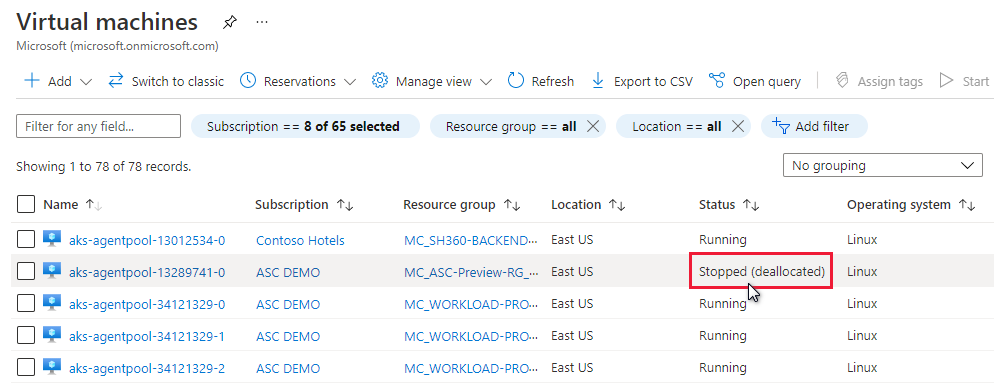 Virtual machines ...
Microsoft (microsoft.onmicrosoft.com)
Add Switch to classic Reservations Manage view Refresh Export to CSV Open query Assign tags Start
Filter for any field... Subscription == 8 of 65 selected Resource group == all Location == all Add filter
Showing 1 to 78 of 78 records. No grouping
Name Subscription Resource group Location Status Operating system
aks-agentpool-13012534-0 Contoso Hotels MC_SH360-BACKEND... East US Running Linux
aks-agentpool-13289741-0 ASC DEMO MC_ASC-Preview-RG_... East US Stopped (deallocated) Linux
aks-agentpool-34121329-0 ASC DEMO MC_WORKLOAD-PRO... East US Running Linux
aks-agentpool-34121329-1 ASC DEMO MC_WORKLOAD-PRO... East US Running Linux
aks-agentpool-34121329-2 ASC DEMO MC_WORKLOAD-PRO... East US Running Linux